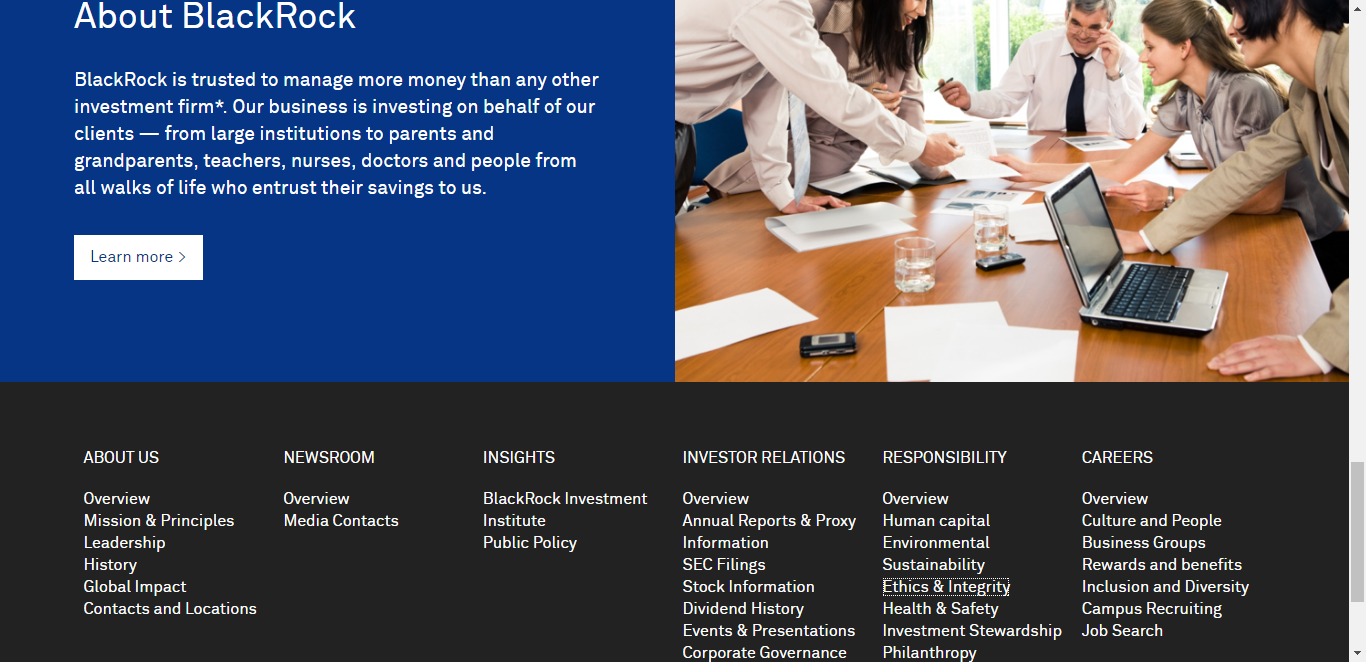 About BlackRock
BlackRock is trusted to manage more money than any other
investment firm*. Our business is investing on behalf of our
clients — from large institutions to parents and
grandparents, teachers, nurses, doctors and people from
all walks of life who entrust their savings to us.
Learn more >
ABOUT US
Overview
Mission & Principles
Leadership
History
Global Impact
Contacts and Locations
NEWSROOM
Overview
Media Contacts
INSIGHTS
BlackRock Investment
Institute
Public Policy
INVESTOR RELATIONS
Overview
Annual Reports & Proxy
Information
SEC Filings
Stock Information
Dividend History
Events & Presentations
Corporate Governance
RESPONSIBILITY
Overview
Human capital
Environmental
Sustainability
Ethics & Integrity
Health & Safety
Investment Stewardship
Philanthropy
CAREERS
Overview
Culture and People
Business Groups
Rewards and benefits
Inclusion and Diversity
Campus Recruiting
Job Search